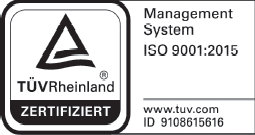 TÜVRheinland®
ZERTIFIZIERT
Management
System
ISO 9001:2015
www.tuv.com
ID 9108615616